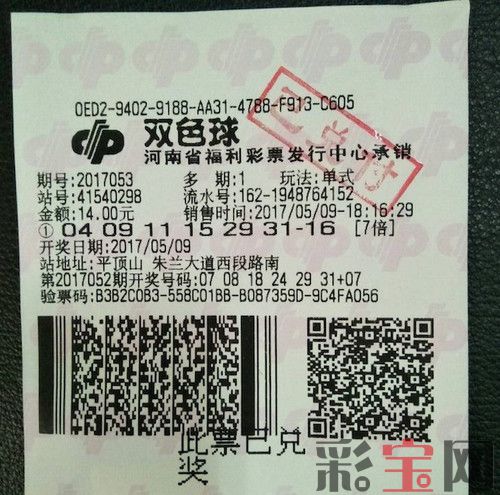 0ED2-9402-9188-AA31-4788-F913-C605
双色球
河南省福利彩票发行中心承销
期号:2017053 多期:1 玩法:单式
站号:41540298 流水号:162-1948764152
金额:14.00元 销售时间:2017/05/09-18:16:29
① 04 09 11 15 29 31-16 [7倍]
开奖日期:2017/05/09
站地址:平顶山 朱兰大道西段路南
第2017052期开奖号码:07 08 18 24 29 31+07
验票码:B3B2C0B3-558C01BB-B087359D-9C4FA056
已兑付
此票已兑
奖
彩宝网